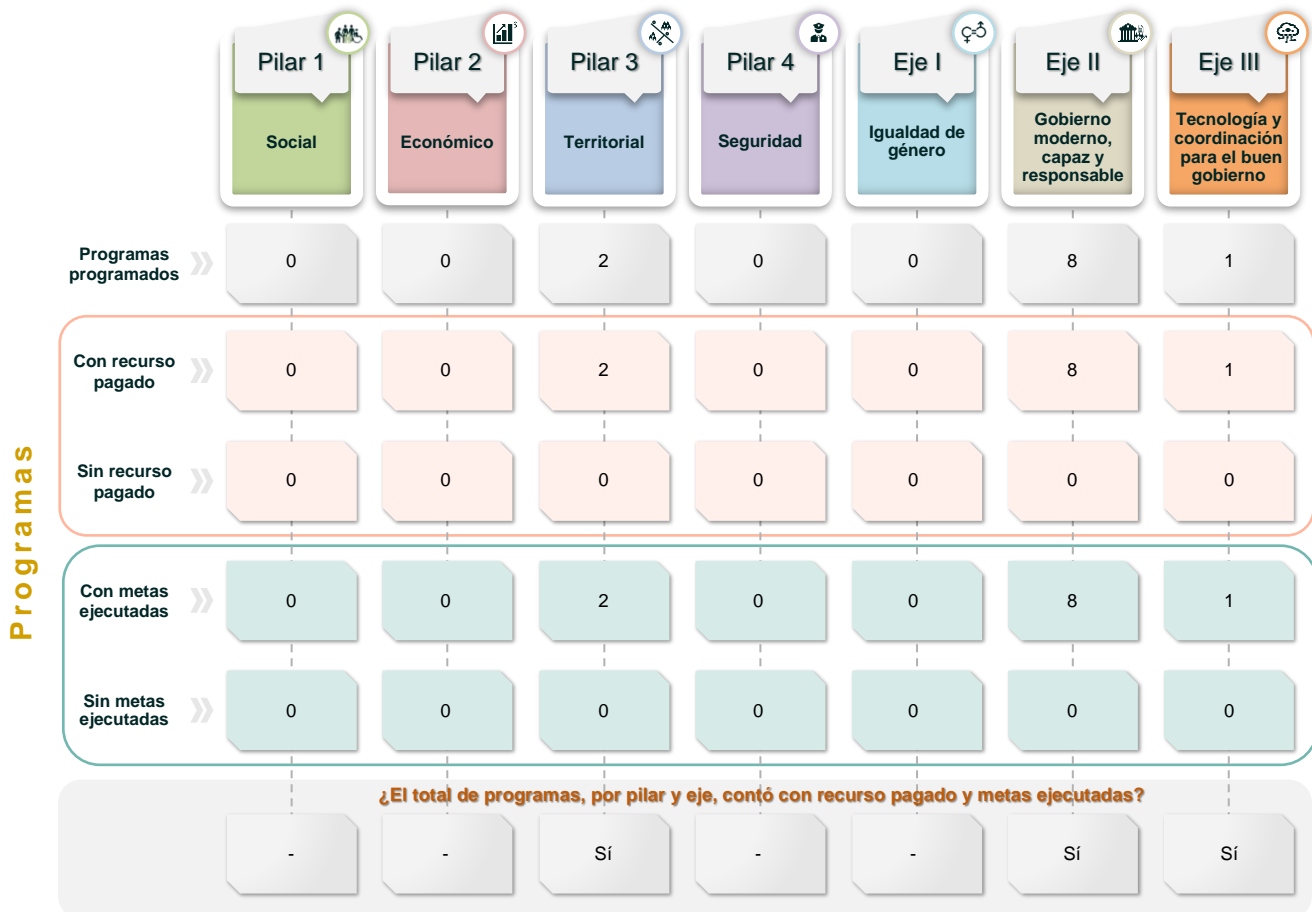 Pilar 1
Pilar 2
Pilar 3
Pilar 4
Eje I
Eje II
Eje III
Social
Económico
Territorial
Seguridad
Igualdad de
género
Gobierno
moderno,
capaz y
responsable
Tecnología y
coordinación
para el buen
gobierno
Programas
Programas
programados
0
0
2
0
0
8
1
Con recurso
pagado
0
0
2
0
0
8
1
Sin recurso
pagado
0
0
0
0
0
0
0
Con metas
ejecutadas
0
0
2
0
0
8
1
Sin metas
ejecutadas
0
0
0
0
0
0
0
¿El total de programas, por pilar y eje, contó con recurso pagado y metas ejecutadas?
-
-
Sí
-
-
Sí
Sí